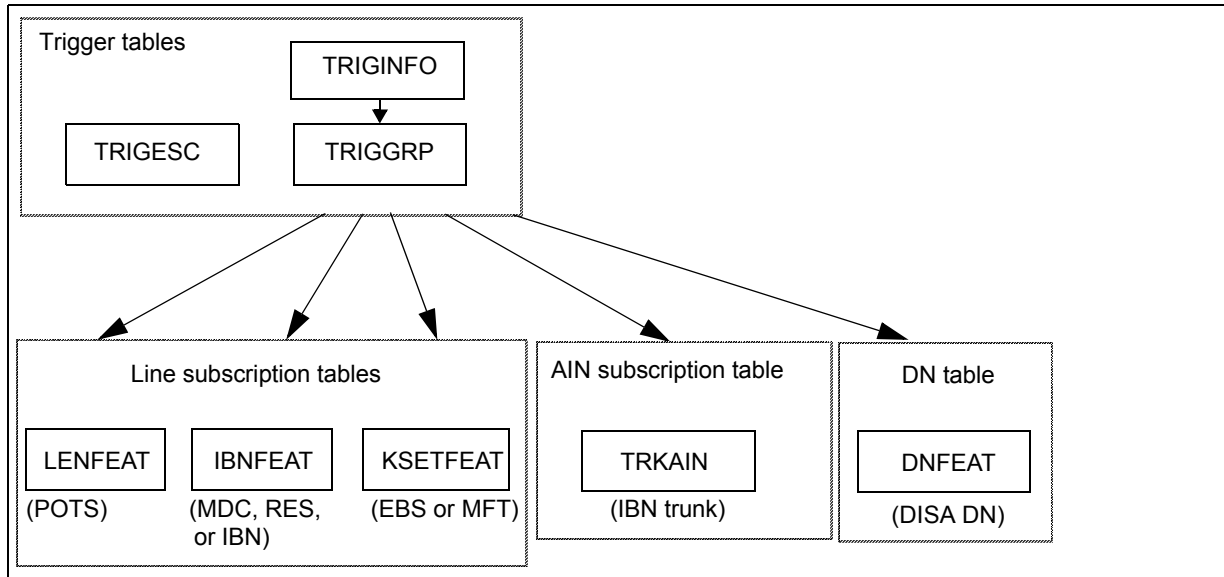 Trigger tables
TRIGINFO
TRIGESC
TRIGGRP
Line subscription tables
LENFEAT
(POTS)
IBNFEAT
(MDC, RES,
or IBN)
KSETFEAT
(EBS or MFT)
AIN subscription table
TRKAIN
(IBN trunk)
DN table
DNFEAT
(DISA DN)